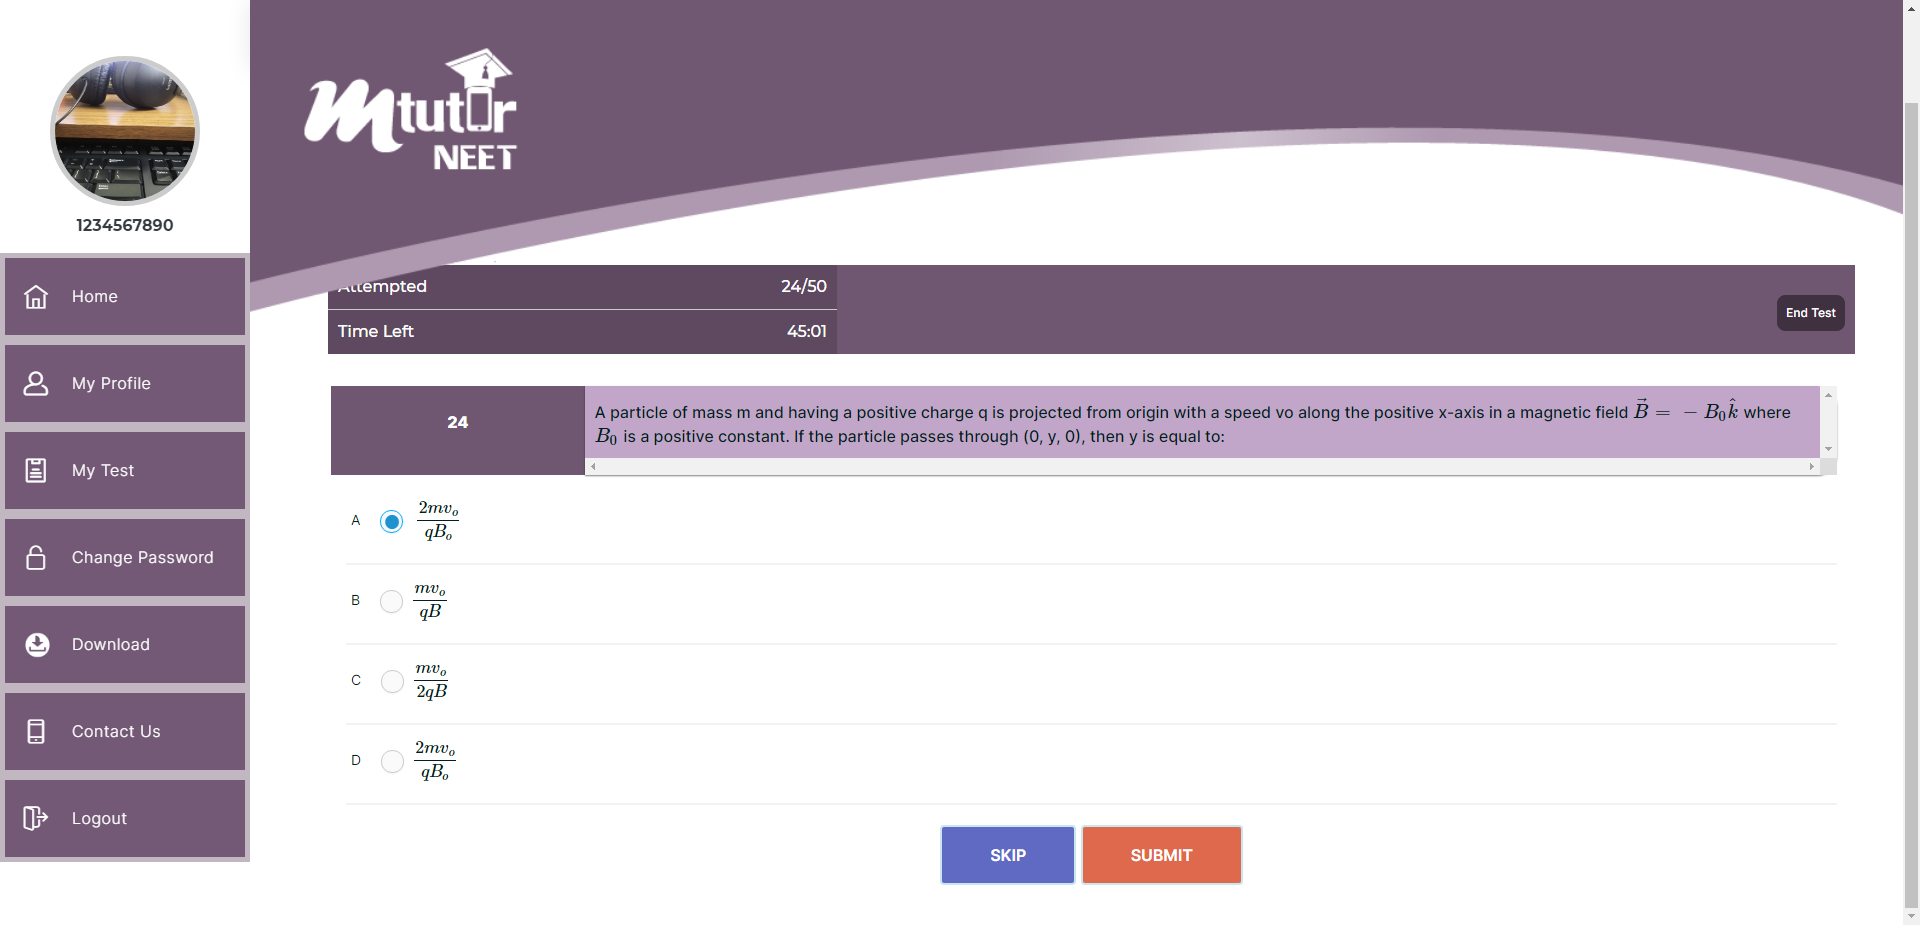 Mtutor
NEET
1234567890
Home
My Profile
My Test
Change Password
Download
Contact Us
Logout
Attempted 24/50
Time Left 45:01
End Test
24
A particle of mass m and having a positive charge q is projected from origin with a speed vo along the positive x-axis in a magnetic field $\vec{B} = -B_0\hat{k}$ where
$B_0$ is a positive constant. If the particle passes through (0, y, 0), then y is equal to:
A $\frac{2mv_o}{qB_o}$
B $\frac{mv_o}{qB}$
C $\frac{mv_o}{2qB}$
D $\frac{2mv_o}{qB_o}$
SKIP SUBMIT